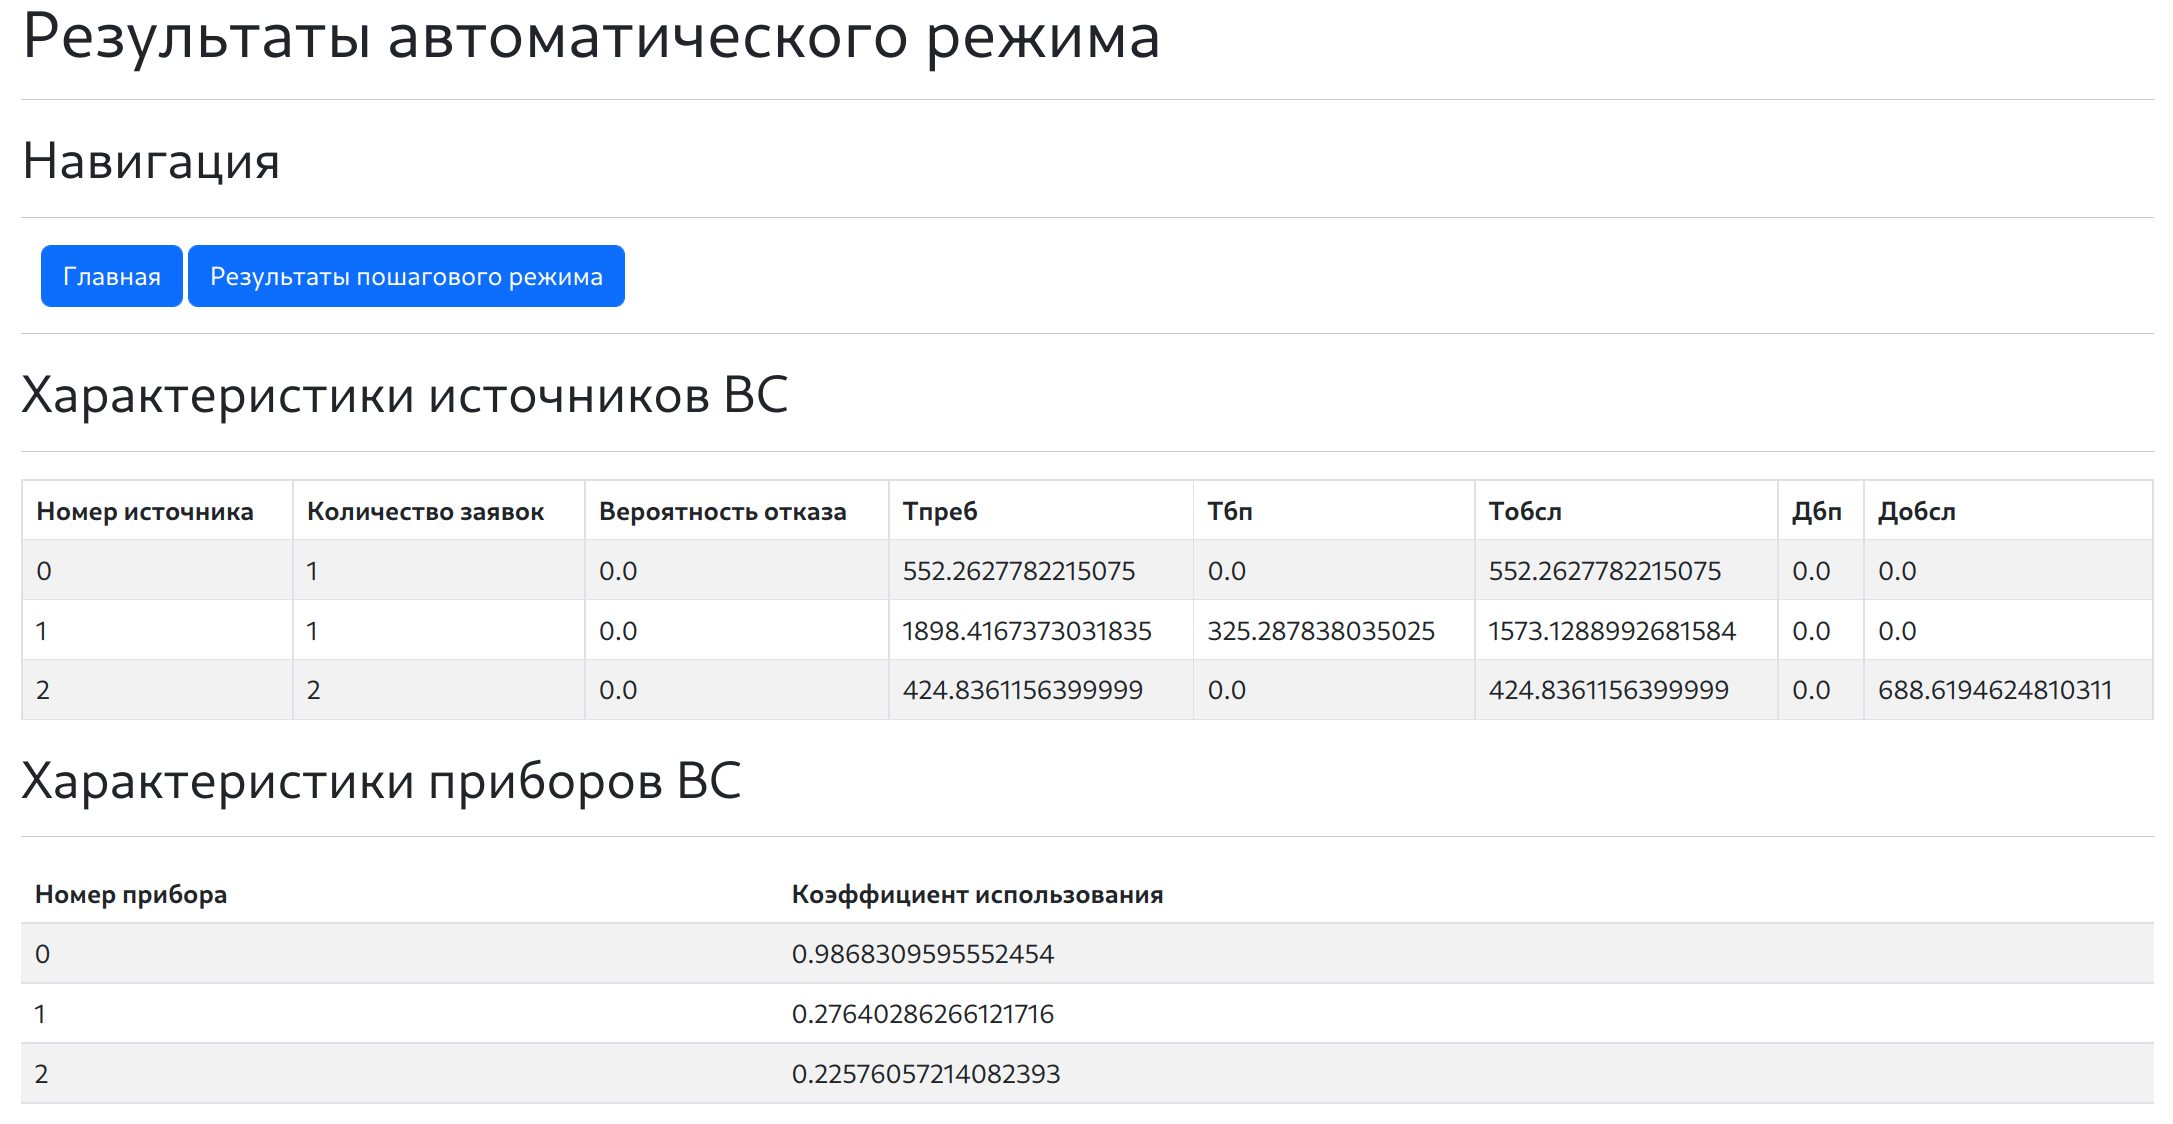 Результаты автоматического режима
Навигация
Главная Результаты пошагового режима
Характеристики источников ВС
Номер источника Количество заявок Вероятность отказа Тпреб Тбп Тобсл Дбп Добсл
0 1 0.0 552.2627782215075 0.0 552.2627782215075 0.0 0.0
1 1 0.0 1898.4167373031835 325.287838035025 1573.1288992681584 0.0 0.0
2 2 0.0 424.8361156399999 0.0 424.8361156399999 0.0 688.6194624810311
Характеристики приборов ВС
Номер прибора Коэффициент использования
0 0.9868309595552454
1 0.27640286266121716
2 0.22576057214082393